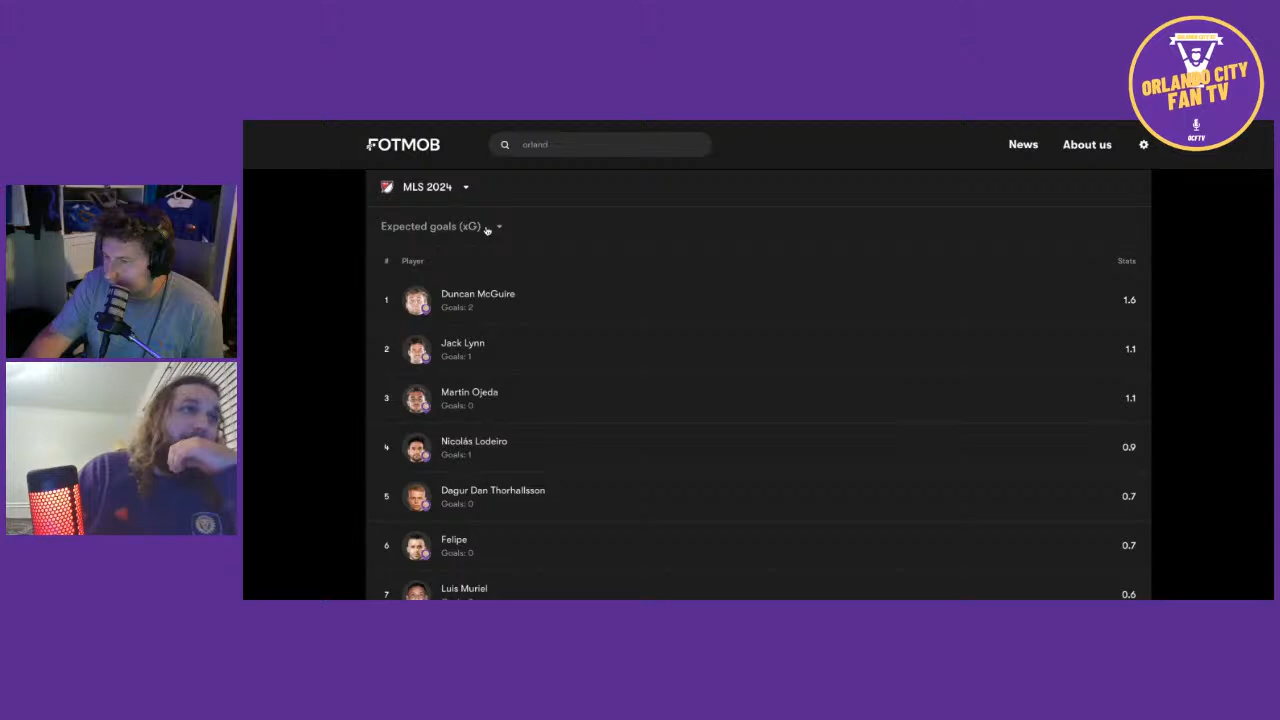 ORLANDO CITY
FAN TV
OCFTV
FOTMOB
orland
News
About us
MLS 2024
Expected goals (xG)
# Player Stats
1 Duncan McGuire 1.6
Goals: 2
2 Jack Lynn 1.1
Goals: 1
3 Martín Ojeda 1.1
Goals: 0
4 Nicolás Lodeiro 0.9
Goals: 1
5 Dagur Dan Thorhallsson 0.7
Goals: 0
6 Felipe 0.7
Goals: 0
7 Luis Muriel 0.6